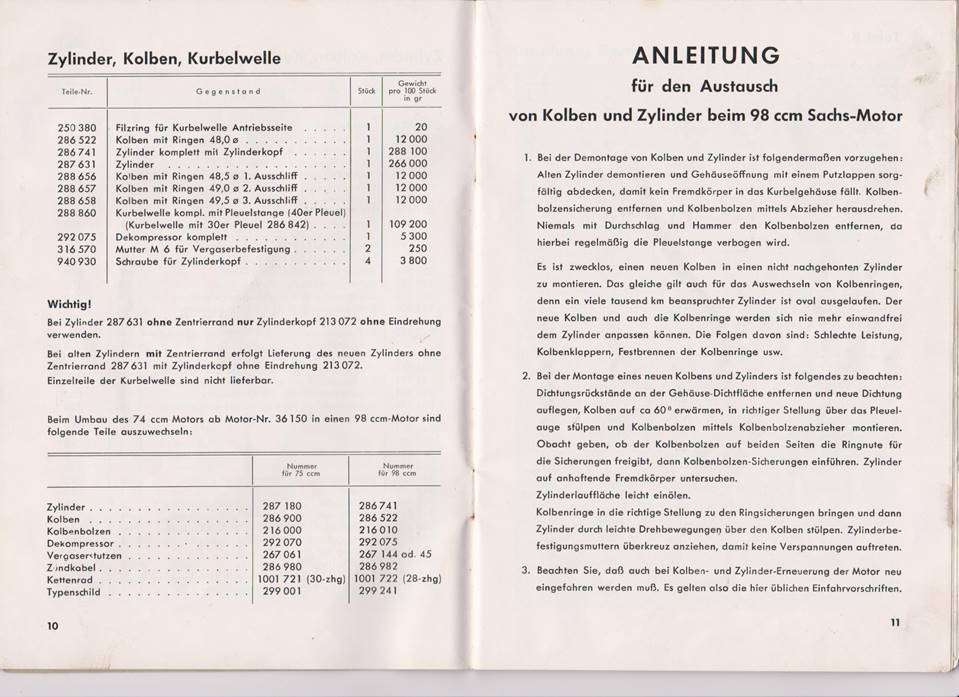 Zylinder, Kolben, Kurbelwelle
Teile-Nr. Gegenstand Stück Gewicht pro 100 Stück in gr
250 380 Filzring für Kurbelwelle Antriebsseite . . . . . 1 20
286 522 Kolben mit Ringen 48,0 ø . . . . . . . . . . . 1 12 000
286 741 Zylinder komplett mit Zylinderkopf . . . . . . 1 288 100
287 631 Zylinder . . . . . . . . . . . . . . . . . . . 1 266 000
288 656 Kolben mit Ringen 48,5 ø 1. Ausschliff . . . . . 1 12 000
288 657 Kolben mit Ringen 49,0 ø 2. Ausschliff . . . . . 1 12 000
288 658 Kolben mit Ringen 49,5 ø 3. Ausschliff . . . . . 1 12 000
288 860 Kurbelwelle kompl. mit Pleuelstange (40er Pleuel)
(Kurbelwelle mit 30er Pleuel 286 842) . . . . 1 109 200
292 075 Dekompressor komplett . . . . . . . . . . . . 1 5 300
316 570 Mutter M 6 für Vergaserbefestigung . . . . . . 2 250
940 930 Schraube für Zylinderkopf . . . . . . . . . . . 4 3 800
Wichtig!
Bei Zylinder 287 631 ohne Zentrierrand nur Zylinderkopf 213 072 ohne Eindrehung
verwenden.
Bei alten Zylindern mit Zentrierrand erfolgt Lieferung des neuen Zylinders ohne
Zentrierrand 287 631 mit Zylinderkopf ohne Eindrehung 213 072.
Einzelteile der Kurbelwelle sind nicht lieferbar.
Beim Umbau des 74 ccm Motors ab Motor-Nr. 36 150 in einen 98 ccm-Motor sind
folgende Teile auszuwechseln:
Nummer für 75 ccm Nummer für 98 ccm
Zylinder . . . . . . . . . . . . . . . . 287 180 286 741
Kolben . . . . . . . . . . . . . . . . 286 900 286 522
Kolbenbolzen . . . . . . . . . . . . . 216 000 216 010
Dekompressor . . . . . . . . . . . . . 292 070 292 075
Vergaserstutzen . . . . . . . . . . . . 267 061 267 144 od. 45
Zündkabel . . . . . . . . . . . . . . . 286 980 286 982
Kettenrad . . . . . . . . . . . . . . . 1001 721 (30-zhg) 1001 722 (28-zhg)
Typenschild . . . . . . . . . . . . . . 299 001 299 241
10
ANLEITUNG
für den Austausch
von Kolben und Zylinder beim 98 ccm Sachs-Motor
1. Bei der Demontage von Kolben und Zylinder ist folgendermaßen vorzugehen:
Alten Zylinder demontieren und Gehäuseöffnung mit einem Putzlappen sorg-
fältig abdecken, damit kein Fremdkörper in das Kurbelgehäuse fällt. Kolben-
bolzensicherung entfernen und Kolbenbolzen mittels Abzieher herausdrehen.
Niemals mit Durchschlag und Hammer den Kolbenbolzen entfernen, da
hierbei regelmäßig die Pleuelstange verbogen wird.
Es ist zwecklos, einen neuen Kolben in einen nicht nachgehonten Zylinder
zu montieren. Das gleiche gilt auch für das Auswechseln von Kolbenringen,
denn ein viele tausend km beanspruchter Zylinder ist oval ausgelaufen. Der
neue Kolben und auch die Kolbenringe werden sich nie mehr einwandfrei
dem Zylinder anpassen können. Die Folgen davon sind: Schlechte Leistung,
Kolbenklappern, Festbrennen der Kolbenringe usw.
2. Bei der Montage eines neuen Kolbens und Zylinders ist folgendes zu beachten:
Dichtungsrückstände an der Gehäuse-Dichtfläche entfernen und neue Dichtung
auflegen, Kolben auf ca 60° erwärmen, in richtiger Stellung über das Pleuel-
auge stülpen und Kolbenbolzen mittels Kolbenbolzenabzieher montieren.
Obacht geben, ob der Kolbenbolzen auf beiden Seiten die Ringnute für
die Sicherungen freigibt, dann Kolbenbolzen-Sicherungen einführen. Zylinder
auf anhaftende Fremdkörper untersuchen.
Zylinderlauffläche leicht einölen.
Kolbenringe in die richtige Stellung zu den Ringsicherungen bringen und dann
Zylinder durch leichte Drehbewegungen über den Kolben stülpen. Zylinderbe-
festigungsmuttern überkreuz anziehen, damit keine Verspannungen auftreten.
3. Beachten Sie, daß auch bei Kolben- und Zylinder-Erneuerung der Motor neu
eingefahren werden muß. Es gelten also die hier üblichen Einfahrvorschriften.
11